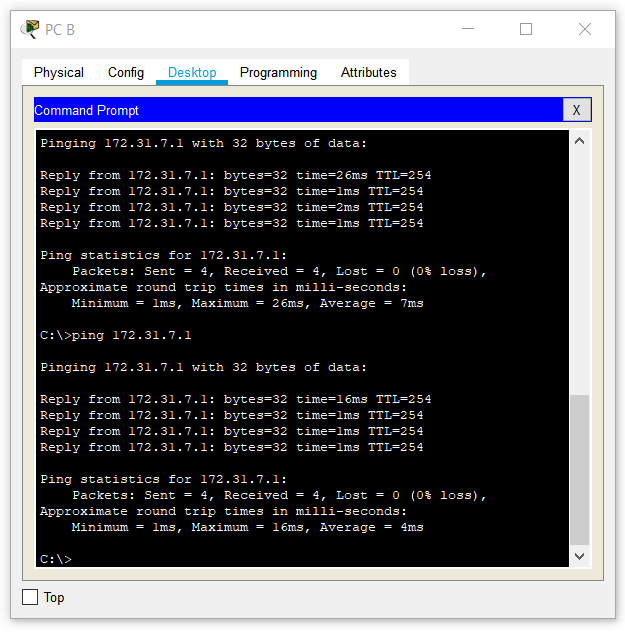 PC B
Physical Config Desktop Programming Attributes
Command Prompt X
Pinging 172.31.7.1 with 32 bytes of data:
Reply from 172.31.7.1: bytes=32 time=26ms TTL=254
Reply from 172.31.7.1: bytes=32 time=1ms TTL=254
Reply from 172.31.7.1: bytes=32 time=2ms TTL=254
Reply from 172.31.7.1: bytes=32 time=1ms TTL=254
Ping statistics for 172.31.7.1:
Packets: Sent = 4, Received = 4, Lost = 0 (0% loss),
Approximate round trip times in milli-seconds:
Minimum = 1ms, Maximum = 26ms, Average = 7ms
C:\>ping 172.31.7.1
Pinging 172.31.7.1 with 32 bytes of data:
Reply from 172.31.7.1: bytes=32 time=16ms TTL=254
Reply from 172.31.7.1: bytes=32 time=1ms TTL=254
Reply from 172.31.7.1: bytes=32 time=1ms TTL=254
Reply from 172.31.7.1: bytes=32 time=1ms TTL=254
Ping statistics for 172.31.7.1:
Packets: Sent = 4, Received = 4, Lost = 0 (0% loss),
Approximate round trip times in milli-seconds:
Minimum = 1ms, Maximum = 16ms, Average = 4ms
C:\>
Top